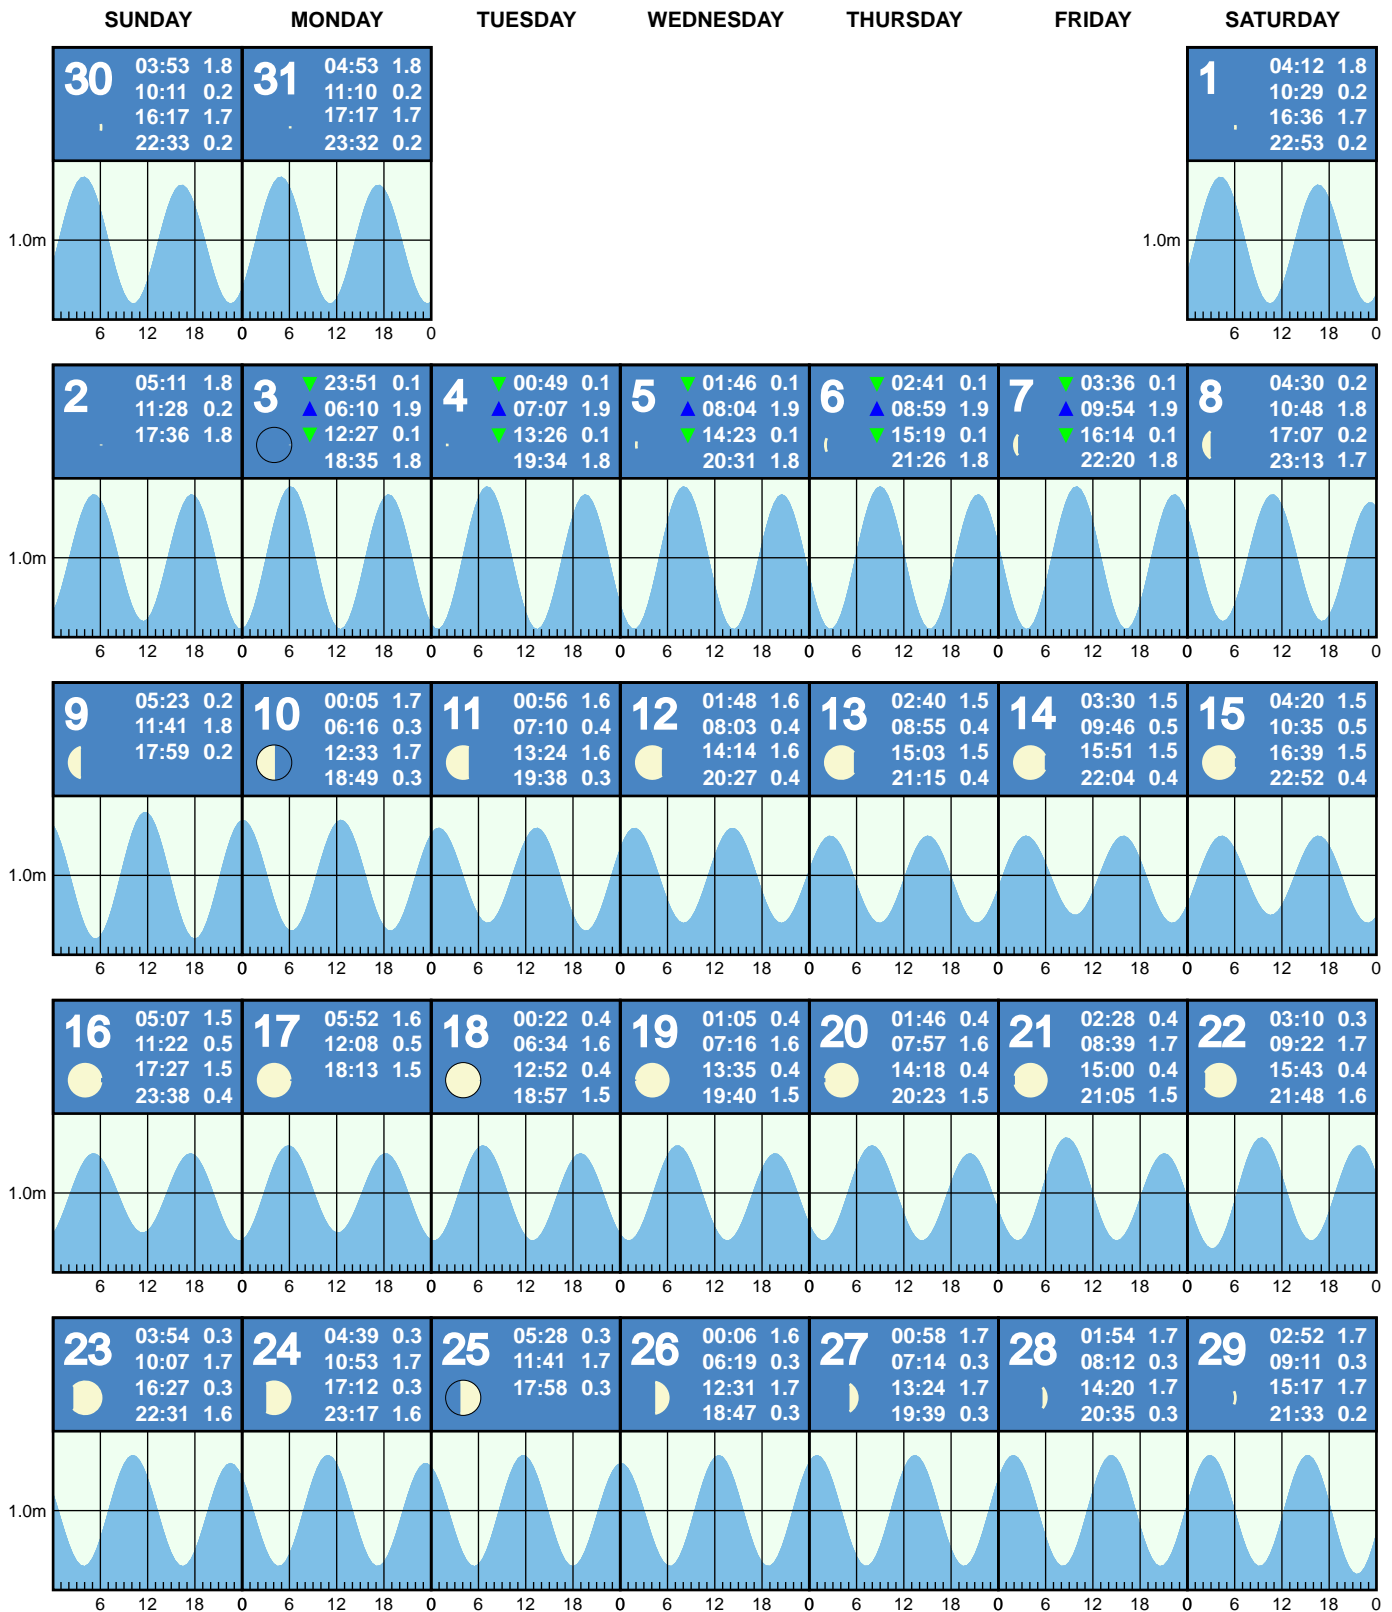 SUNDAY MONDAY TUESDAY WEDNESDAY THURSDAY FRIDAY SATURDAY
30 03:53 1.8
10:11 0.2
16:17 1.7
22:33 0.2
31 04:53 1.8
11:10 0.2
17:17 1.7
23:32 0.2
1 04:12 1.8
10:29 0.2
16:36 1.7
22:53 0.2
1.0m 1.0m
6 12 18 0 0 6 12 18 0 6 12 18 0
2 05:11 1.8
11:28 0.2
17:36 1.8
3 ▼ 23:51 0.1
▲ 06:10 1.9
▼ 12:27 0.1
18:35 1.8
4 ▼ 00:49 0.1
▲ 07:07 1.9
▼ 13:26 0.1
19:34 1.8
5 ▼ 01:46 0.1
▲ 08:04 1.9
▼ 14:23 0.1
20:31 1.8
6 ▼ 02:41 0.1
▲ 08:59 1.9
▼ 15:19 0.1
21:26 1.8
7 ▼ 03:36 0.1
▲ 09:54 1.9
▼ 16:14 0.1
22:20 1.8
8 04:30 0.2
10:48 1.8
17:07 0.2
23:13 1.7
1.0m
6 12 18 0 0 6 12 18 0 6 12 18 0 0 6 12 18 0 0 6 12 18 0 0 6 12 18 0 0 6 12 18 0
9 05:23 0.2
11:41 1.8
17:59 0.2
10 00:05 1.7
06:16 0.3
12:33 1.7
18:49 0.3
11 00:56 1.6
07:10 0.4
13:24 1.6
19:38 0.3
12 01:48 1.6
08:03 0.4
14:14 1.6
20:27 0.4
13 02:40 1.5
08:55 0.4
15:03 1.5
21:15 0.4
14 03:30 1.5
09:46 0.5
15:51 1.5
22:04 0.4
15 04:20 1.5
10:35 0.5
16:39 1.5
22:52 0.4
1.0m
6 12 18 0 0 6 12 18 0 6 12 18 0 0 6 12 18 0 0 6 12 18 0 0 6 12 18 0 0 6 12 18 0
16 05:07 1.5
11:22 0.5
17:27 1.5
23:38 0.4
17 05:52 1.6
12:08 0.5
18:13 1.5
18 00:22 0.4
06:34 1.6
12:52 0.4
18:57 1.5
19 01:05 0.4
07:16 1.6
13:35 0.4
19:40 1.5
20 01:46 0.4
07:57 1.6
14:18 0.4
20:23 1.5
21 02:28 0.4
08:39 1.7
15:00 0.4
21:05 1.5
22 03:10 0.3
09:22 1.7
15:43 0.4
21:48 1.6
1.0m
6 12 18 0 0 6 12 18 0 6 12 18 0 0 6 12 18 0 0 6 12 18 0 0 6 12 18 0 0 6 12 18 0
23 03:54 0.3
10:07 1.7
16:27 0.3
22:31 1.6
24 04:39 0.3
10:53 1.7
17:12 0.3
23:17 1.6
25 05:28 0.3
11:41 1.7
17:58 0.3
26 00:06 1.6
06:19 0.3
12:31 1.7
18:47 0.3
27 00:58 1.7
07:14 0.3
13:24 1.7
19:39 0.3
28 01:54 1.7
08:12 0.3
14:20 1.7
20:35 0.3
29 02:52 1.7
09:11 0.3
15:17 1.7
21:33 0.2
1.0m
6 12 18 0 0 6 12 18 0 6 12 18 0 0 6 12 18 0 0 6 12 18 0 0 6 12 18 0 0 6 12 18 0